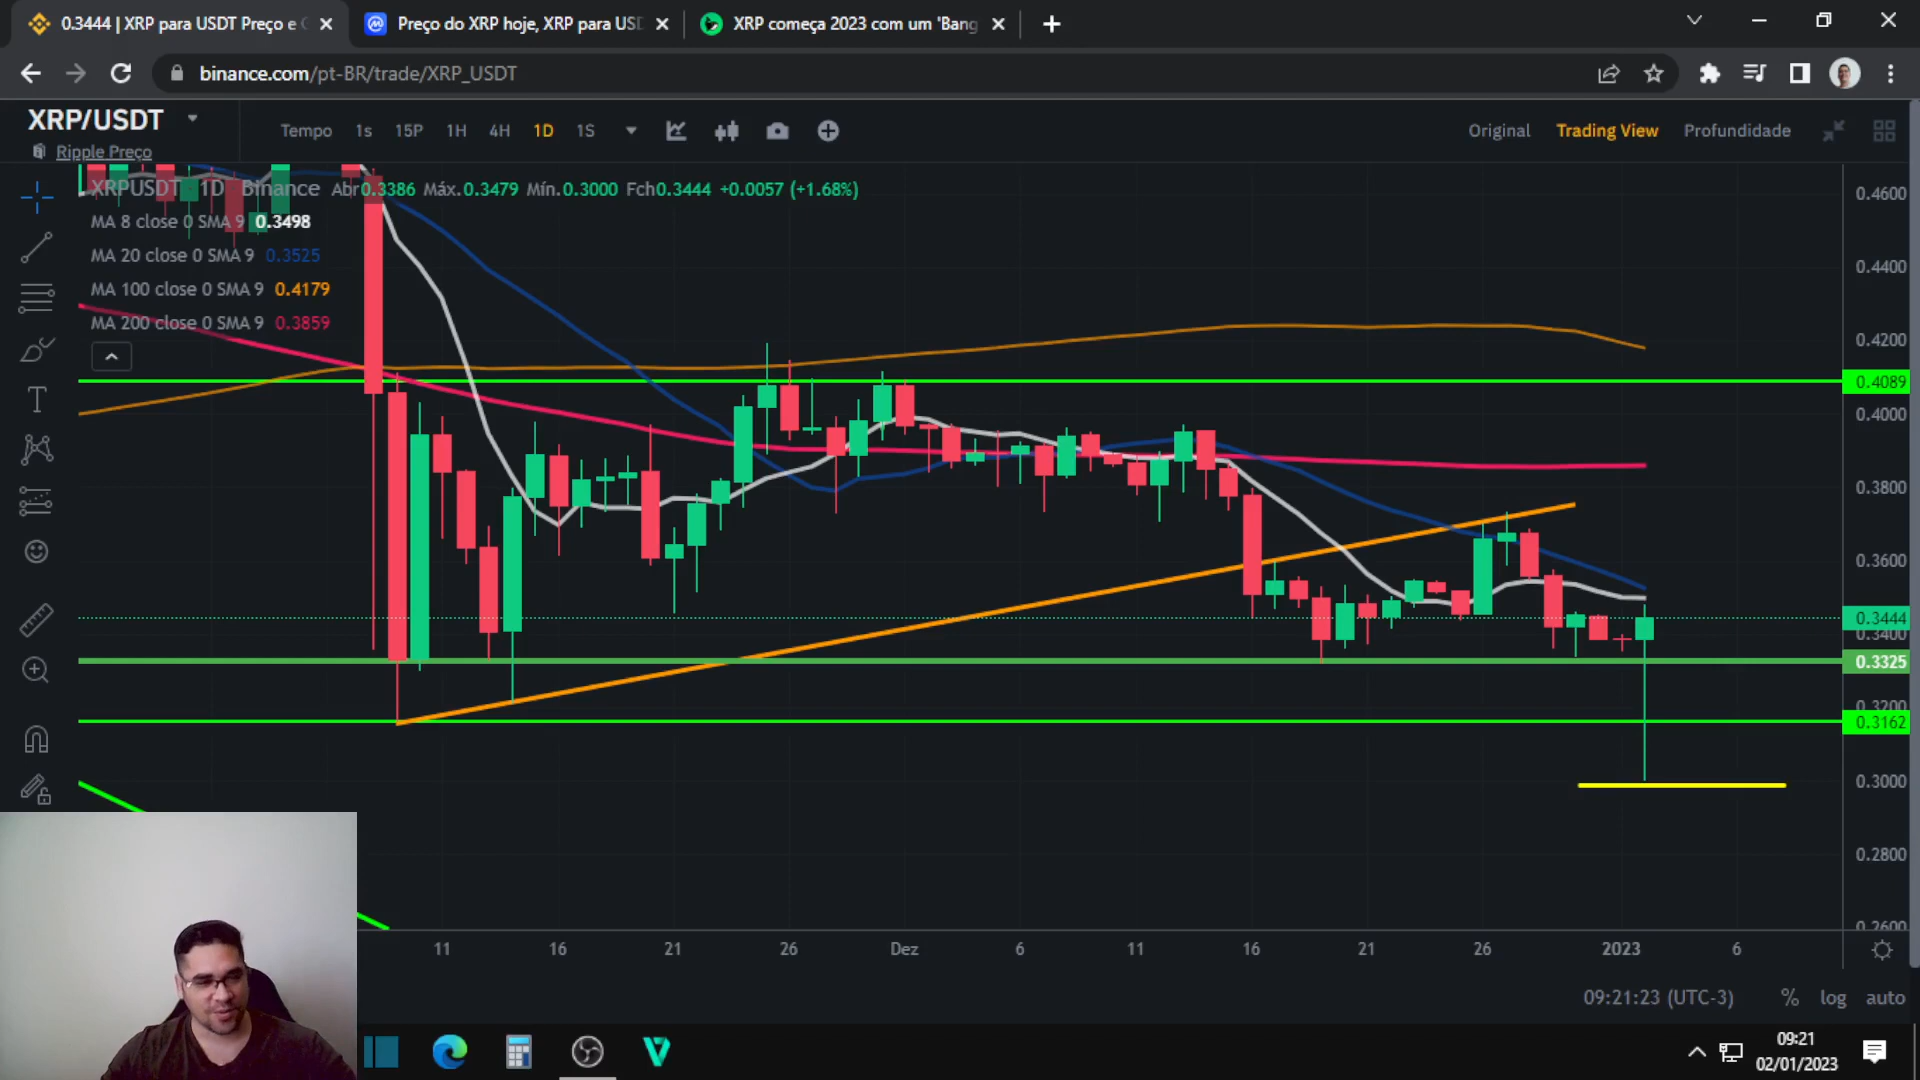 0.3444 | XRP para USDT Preço e
Preço do XRP hoje, XRP para USD
XRP começa 2023 com um 'Bang
binance.com/pt-BR/trade/XRP_USDT
XRP/USDT
Ripple Preço
Tempo 1s 15P 1H 4H 1D 1S
Original Trading View Profundidade
XRPUSDT 1D Binance Abr0.3386 Máx.0.3479 Mín.0.3000 Fch0.3444 +0.0057 (+1.68%)
MA 8 close 0 SMA 9 0.3498
MA 20 close 0 SMA 9 0.3525
MA 100 close 0 SMA 9 0.4179
MA 200 close 0 SMA 9 0.3859
0.4600
0.4400
0.4200
0.4089
0.4000
0.3800
0.3600
0.3444
0.3400
0.3325
0.3200
0.3162
0.3000
0.2800
0.2600
11 16 21 26 Dez 6 11 16 21 26 2023 6
09:21:23 (UTC-3) % log auto
09:21
02/01/2023